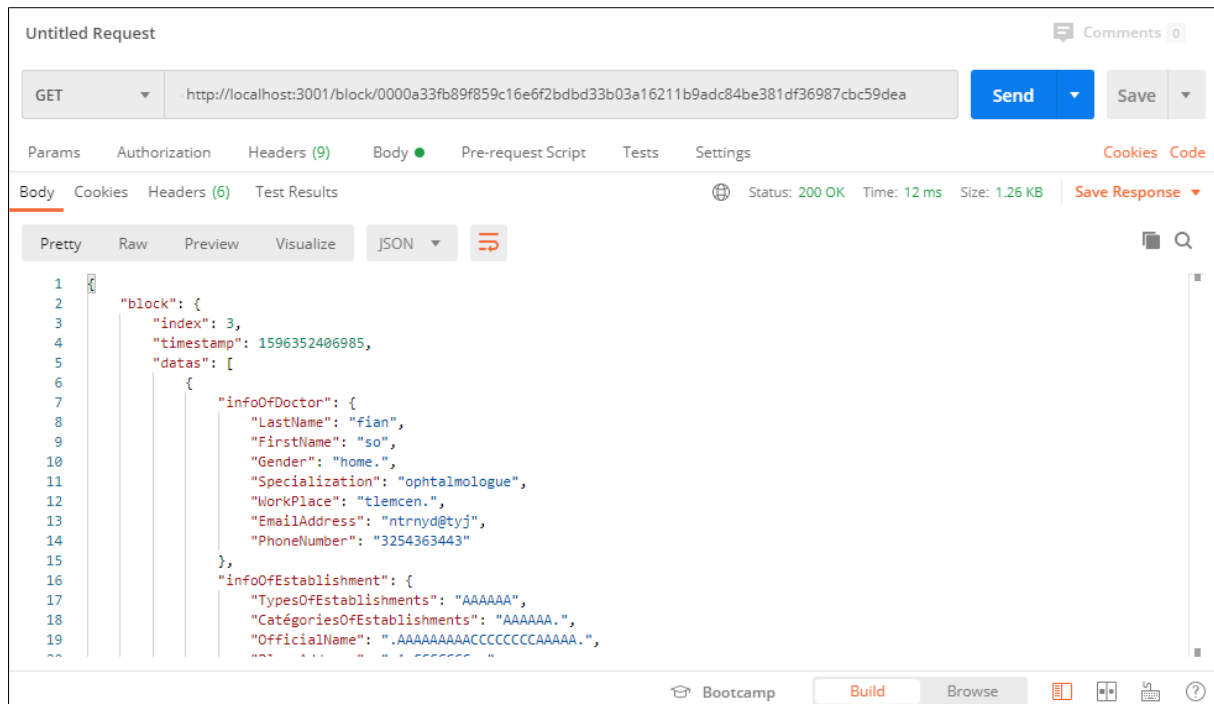 Untitled Request
Comments 0
GET http://localhost:3001/block/0000a33fb89f859c16e6f2bdbd33b03a16211b9adc84be381df36987cbc59dea Send Save
Params Authorization Headers (9) Body Pre-request Script Tests Settings Cookies Code
Body Cookies Headers (6) Test Results Status: 200 OK Time: 12 ms Size: 1.26 KB Save Response
Pretty Raw Preview Visualize JSON
1 {
2 "block": {
3 "index": 3,
4 "timestamp": 1596352406985,
5 "datas": [
6 {
7 "infoOfDoctor": {
8 "LastName": "fian",
9 "FirstName": "so",
10 "Gender": "home.",
11 "Specialization": "ophtalmologue",
12 "WorkPlace": "tlemcen.",
13 "EmailAddress": "ntrnyd@tyj",
14 "PhoneNumber": "3254363443"
15 },
16 "infoOfEstablishment": {
17 "TypesOfEstablishments": "AAAAAA",
18 "CatégoriesOfEstablishments": "AAAAAA.",
19 "OfficialName": ".AAAAAAAAACCCCCCCCAAAAA.",
Bootcamp Build Browse